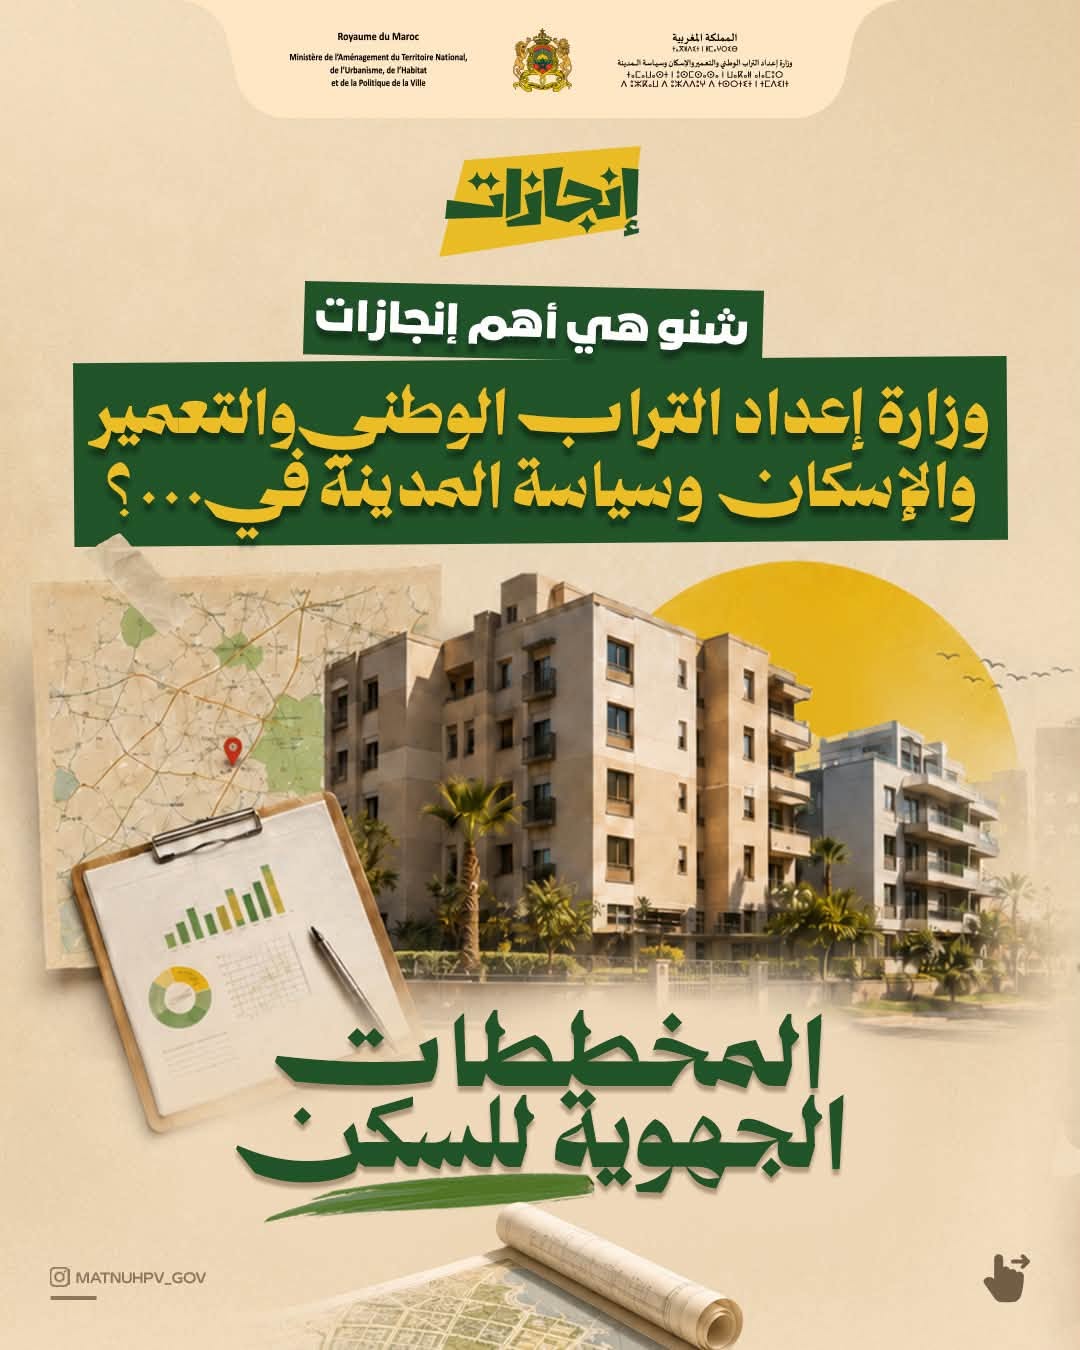 Royaume du Maroc
Ministère de l'Aménagement du Territoire National,
de l'Urbanisme, de l'Habitat
et de la Politique de la Ville
المملكة المغربية
ⵜⴰⴳⵍⴷⵉⵜ ⵏ ⵍⵎⵖⵔⵉⴱ
وزارة إعداد التراب الوطني والتعمير والإسكان وسياسة المدينة
إنجازات
شنو هي أهم إنجازات
وزارة إعداد التراب الوطني والتعمير
والإسكان وسياسة المدينة في...؟
المخططات
الجهوية للسكن
MATNUHPV_GOV